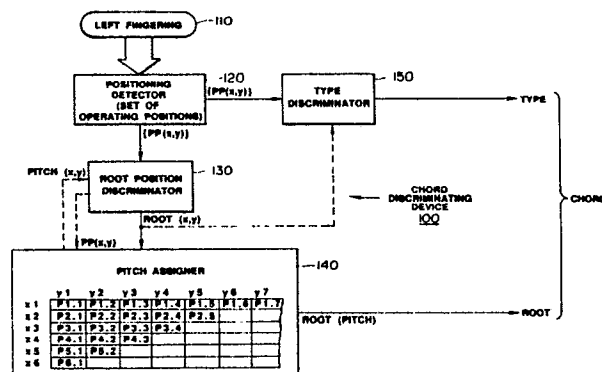 LEFT FINGERING
110
POSITIONING
DETECTOR
(SET OF
OPERATING
POSITIONS)
120
{PP(x,y)}
TYPE
DISCRIMINATOR
150
TYPE
{PP(x,y)}
PITCH (x,y)
ROOT POSITION
DISCRIMINATOR
130
CHORD
CHORD
DISCRIMINATING
DEVICE
100
ROOT (x,y)
PP(x,y)
140
PITCH ASSIGNER
y1 y2 y3 y4 y5 y6 y7
x1 P1.1 P1.2 P1.3 P1.4 P1.5 P1.6 P1.7
x2 P2.1 P2.2 P2.3 P2.4 P2.5
x3 P3.1 P3.2 P3.3 P3.4
x4 P4.1 P4.2 P4.3
x5 P5.1 P5.2
x6 P6.1
ROOT (PITCH)
ROOT